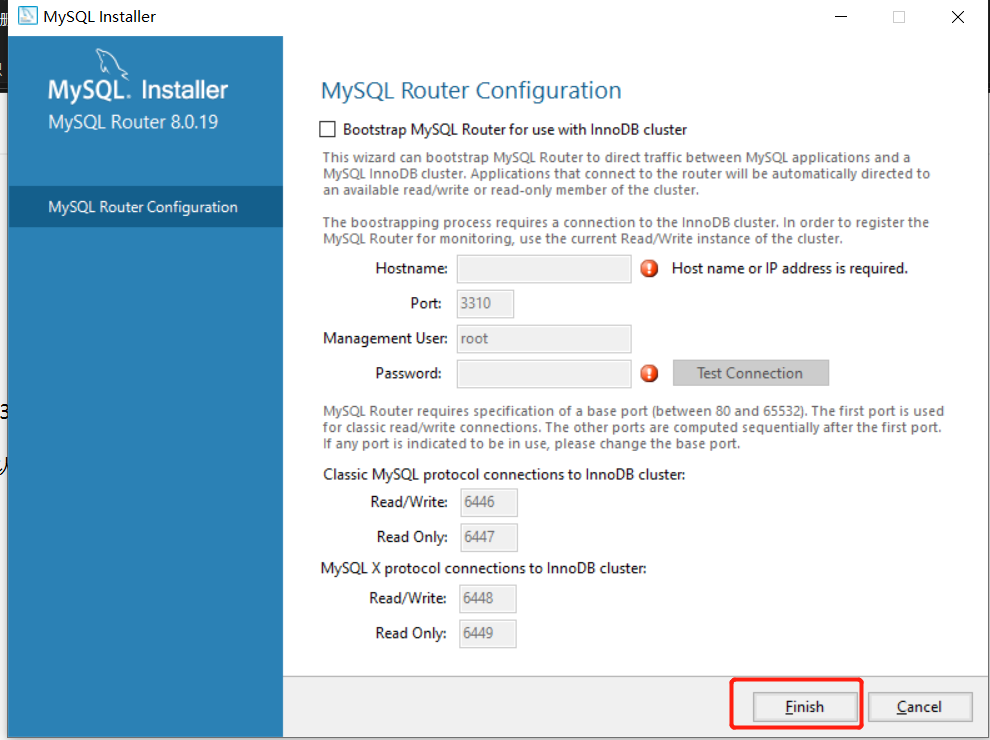 MySQL Installer
MySQL. Installer
MySQL Router 8.0.19
MySQL Router Configuration
MySQL Router Configuration
Bootstrap MySQL Router for use with InnoDB cluster
This wizard can bootstrap MySQL Router to direct traffic between MySQL applications and a
MySQL InnoDB cluster. Applications that connect to the router will be automatically directed to
an available read/write or read-only member of the cluster.
The boostrapping process requires a connection to the InnoDB cluster. In order to register the
MySQL Router for monitoring, use the current Read/Write instance of the cluster.
Hostname: Host name or IP address is required.
Port: 3310
Management User: root
Password: Test Connection
MySQL Router requires specification of a base port (between 80 and 65532). The first port is used
for classic read/write connections. The other ports are computed sequentially after the first port.
If any port is indicated to be in use, please change the base port.
Classic MySQL protocol connections to InnoDB cluster:
Read/Write: 6446
Read Only: 6447
MySQL X protocol connections to InnoDB cluster:
Read/Write: 6448
Read Only: 6449
Finish Cancel